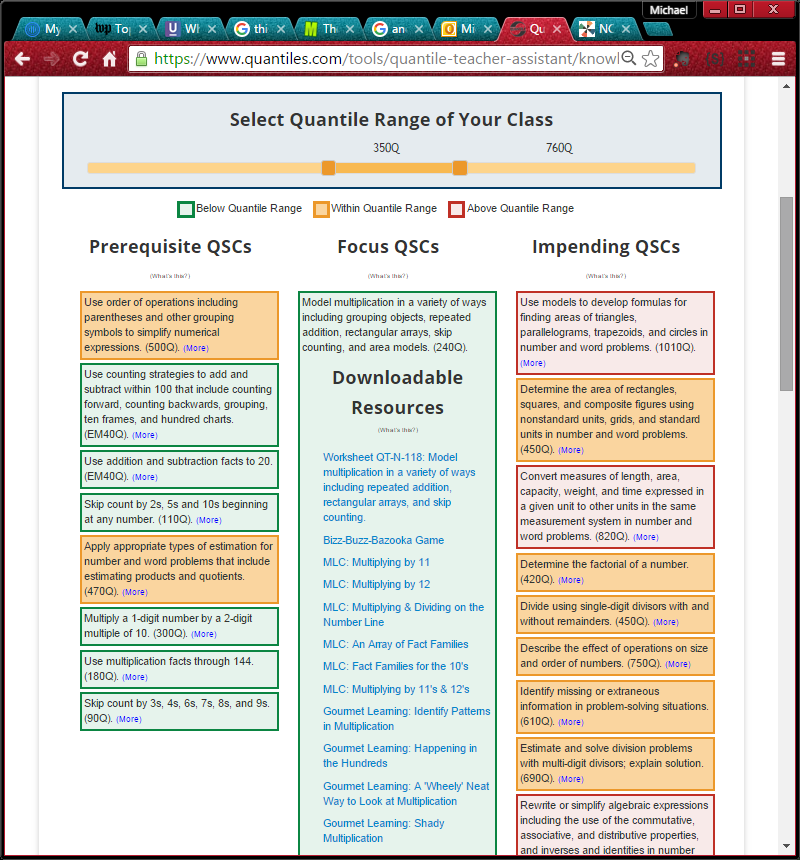 Michael
My
Top
Wl
thi
The
and
Mi
Qu
NC
https://www.quantiles.com/tools/quantile-teacher-assistant/knowl
Select Quantile Range of Your Class
350Q 760Q
Below Quantile Range Within Quantile Range Above Quantile Range
Prerequisite QSCs
(What's this?)
Use order of operations including
parentheses and other grouping
symbols to simplify numerical
expressions. (500Q). (More)
Use counting strategies to add and
subtract within 100 that include counting
forward, counting backwards, grouping,
ten frames, and hundred charts.
(EM40Q). (More)
Use addition and subtraction facts to 20.
(EM40Q). (More)
Skip count by 2s, 5s and 10s beginning
at any number. (110Q). (More)
Apply appropriate types of estimation for
number and word problems that include
estimating products and quotients.
(470Q). (More)
Multiply a 1-digit number by a 2-digit
multiple of 10. (300Q). (More)
Use multiplication facts through 144.
(180Q). (More)
Skip count by 3s, 4s, 6s, 7s, 8s, and 9s.
(90Q). (More)
Focus QSCs
(What's this?)
Model multiplication in a variety of ways
including grouping objects, repeated
addition, rectangular arrays, skip
counting, and area models. (240Q).
Downloadable
Resources
(What's this?)
Worksheet QT-N-118: Model
multiplication in a variety of ways
including repeated addition,
rectangular arrays, and skip
counting.
Bizz-Buzz-Bazooka Game
MLC: Multiplying by 11
MLC: Multiplying by 12
MLC: Multiplying & Dividing on the
Number Line
MLC: An Array of Fact Families
MLC: Fact Families for the 10's
MLC: Multiplying by 11's & 12's
Gourmet Learning: Identify Patterns
in Multiplication
Gourmet Learning: Happening in
the Hundreds
Gourmet Learning: A 'Wheely' Neat
Way to Look at Multiplication
Gourmet Learning: Shady
Multiplication
Impending QSCs
(What's this?)
Use models to develop formulas for
finding areas of triangles,
parallelograms, trapezoids, and circles in
number and word problems. (1010Q).
(More)
Determine the area of rectangles,
squares, and composite figures using
nonstandard units, grids, and standard
units in number and word problems.
(450Q). (More)
Convert measures of length, area,
capacity, weight, and time expressed in
a given unit to other units in the same
measurement system in number and
word problems. (820Q). (More)
Determine the factorial of a number.
(420Q). (More)
Divide using single-digit divisors with and
without remainders. (450Q). (More)
Describe the effect of operations on size
and order of numbers. (750Q). (More)
Identify missing or extraneous
information in problem-solving situations.
(610Q). (More)
Estimate and solve division problems
with multi-digit divisors; explain solution.
(690Q). (More)
Rewrite or simplify algebraic expressions
including the use of the commutative,
associative, and distributive properties,
and inverses and identities in number